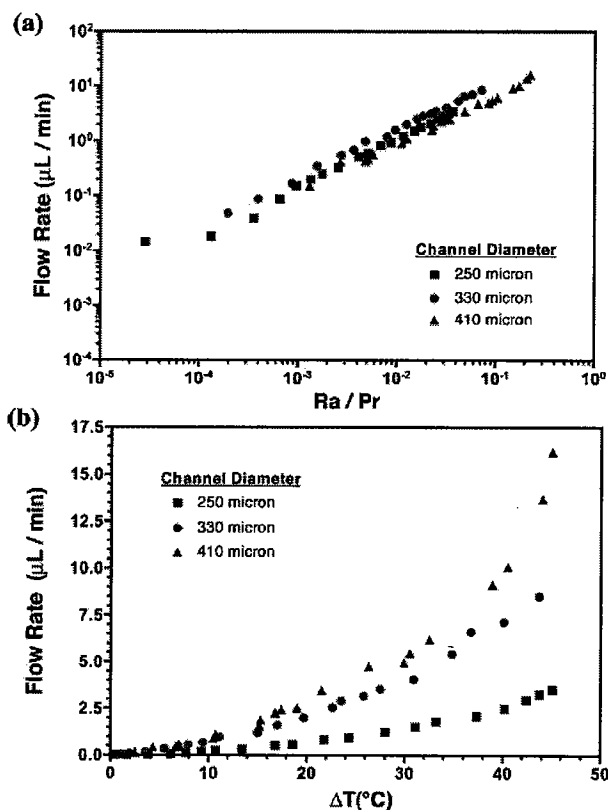 (a)
10²
10¹
10⁰
10⁻¹
10⁻²
10⁻³
10⁻⁴
Flow Rate (µL / min)
Channel Diameter
250 micron
330 micron
410 micron
10⁻⁵
10⁻⁴
10⁻³
10⁻²
10⁻¹
10⁰
Ra / Pr
(b)
17.5
15.0
12.5
10.0
7.5
5.0
2.5
0.0
Flow Rate (µL / min)
Channel Diameter
250 micron
330 micron
410 micron
0
10
20
30
40
50
ΔT(°C)